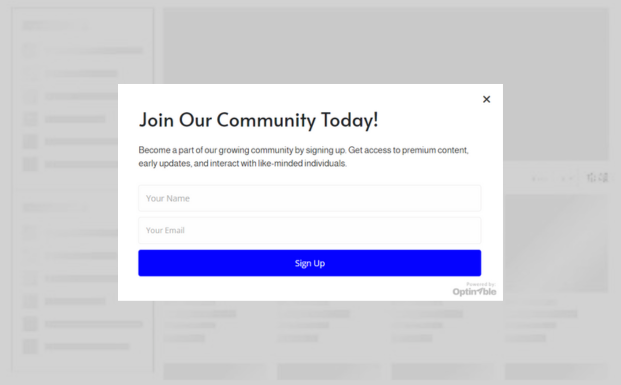 Join Our Community Today!
Become a part of our growing community by signing up. Get access to premium content,
early updates, and interact with like-minded individuals.
Your Name
Your Email
Sign Up
Powered by:
Optinable